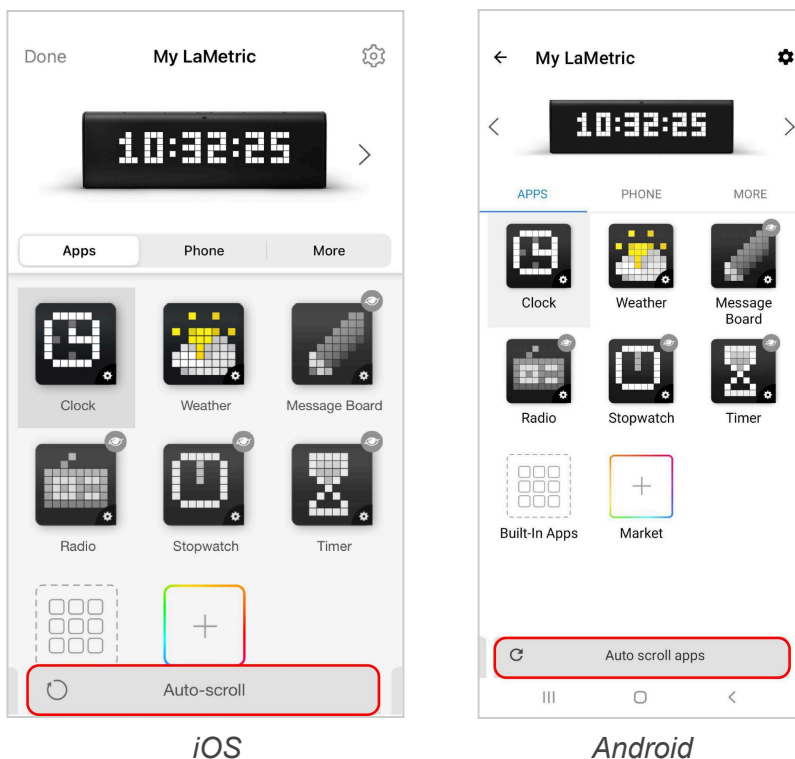 Done
My LaMetric
10:32:25
Apps
Phone
More
Clock
Weather
Message Board
Radio
Stopwatch
Timer
Auto-scroll
iOS
My LaMetric
10:32:25
APPS
PHONE
MORE
Clock
Weather
Message
Board
Radio
Stopwatch
Timer
Built-In Apps
Market
Auto scroll apps
Android